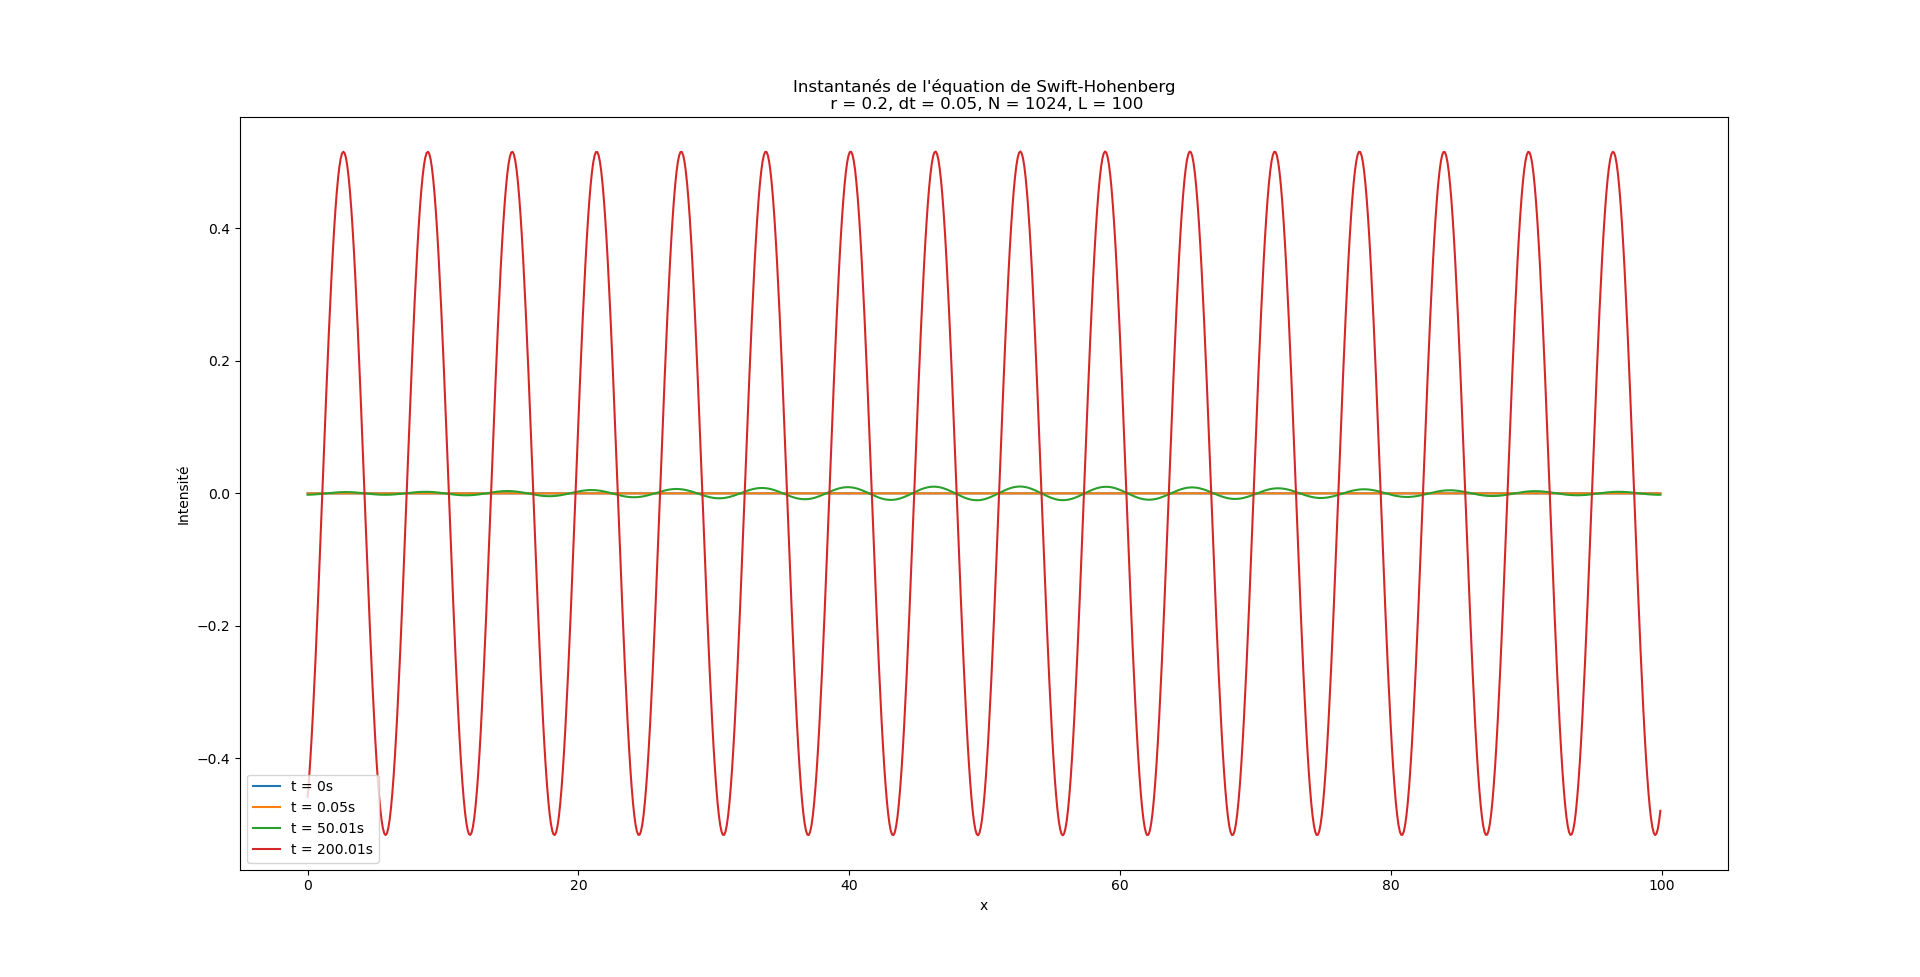 Instantanés de l'équation de Swift-Hohenberg
r = 0.2, dt = 0.05, N = 1024, L = 100
Intensité
0.4
0.2
0.0
−0.2
−0.4
t = 0s
t = 0.05s
t = 50.01s
t = 200.01s
0 20 40 60 80 100
x